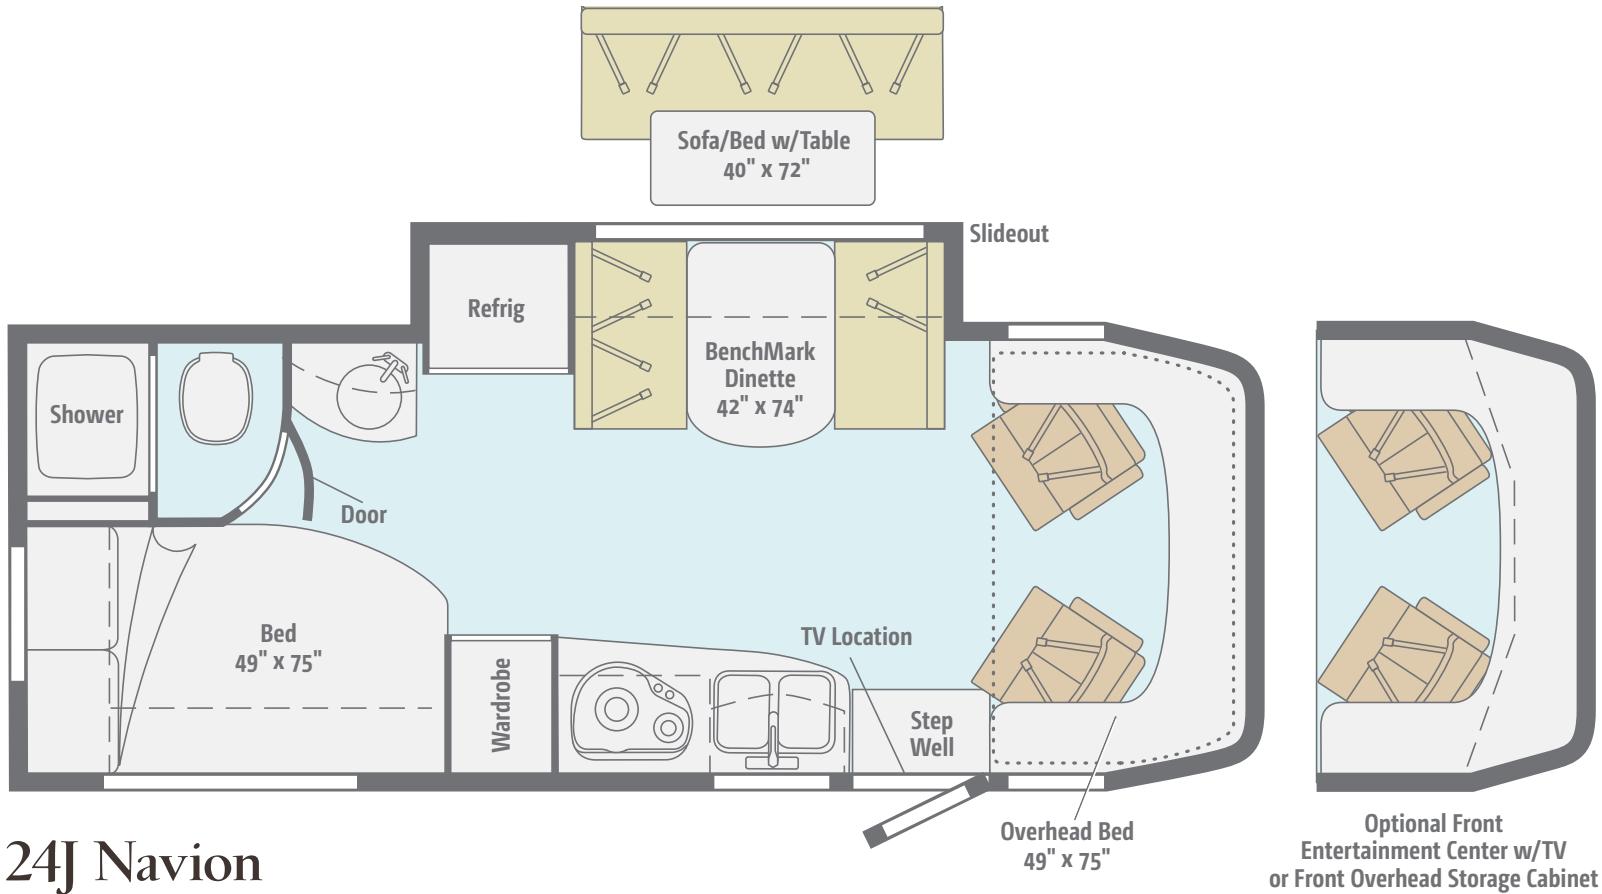 Sofa/Bed w/Table
40" x 72"
Slideout
Refrig
BenchMark
Dinette
42" x 74"
Shower
Door
Bed
49" x 75"
Wardrobe
TV Location
Step
Well
Overhead Bed
49" x 75"
Optional Front
Entertainment Center w/TV
or Front Overhead Storage Cabinet
24J Navion